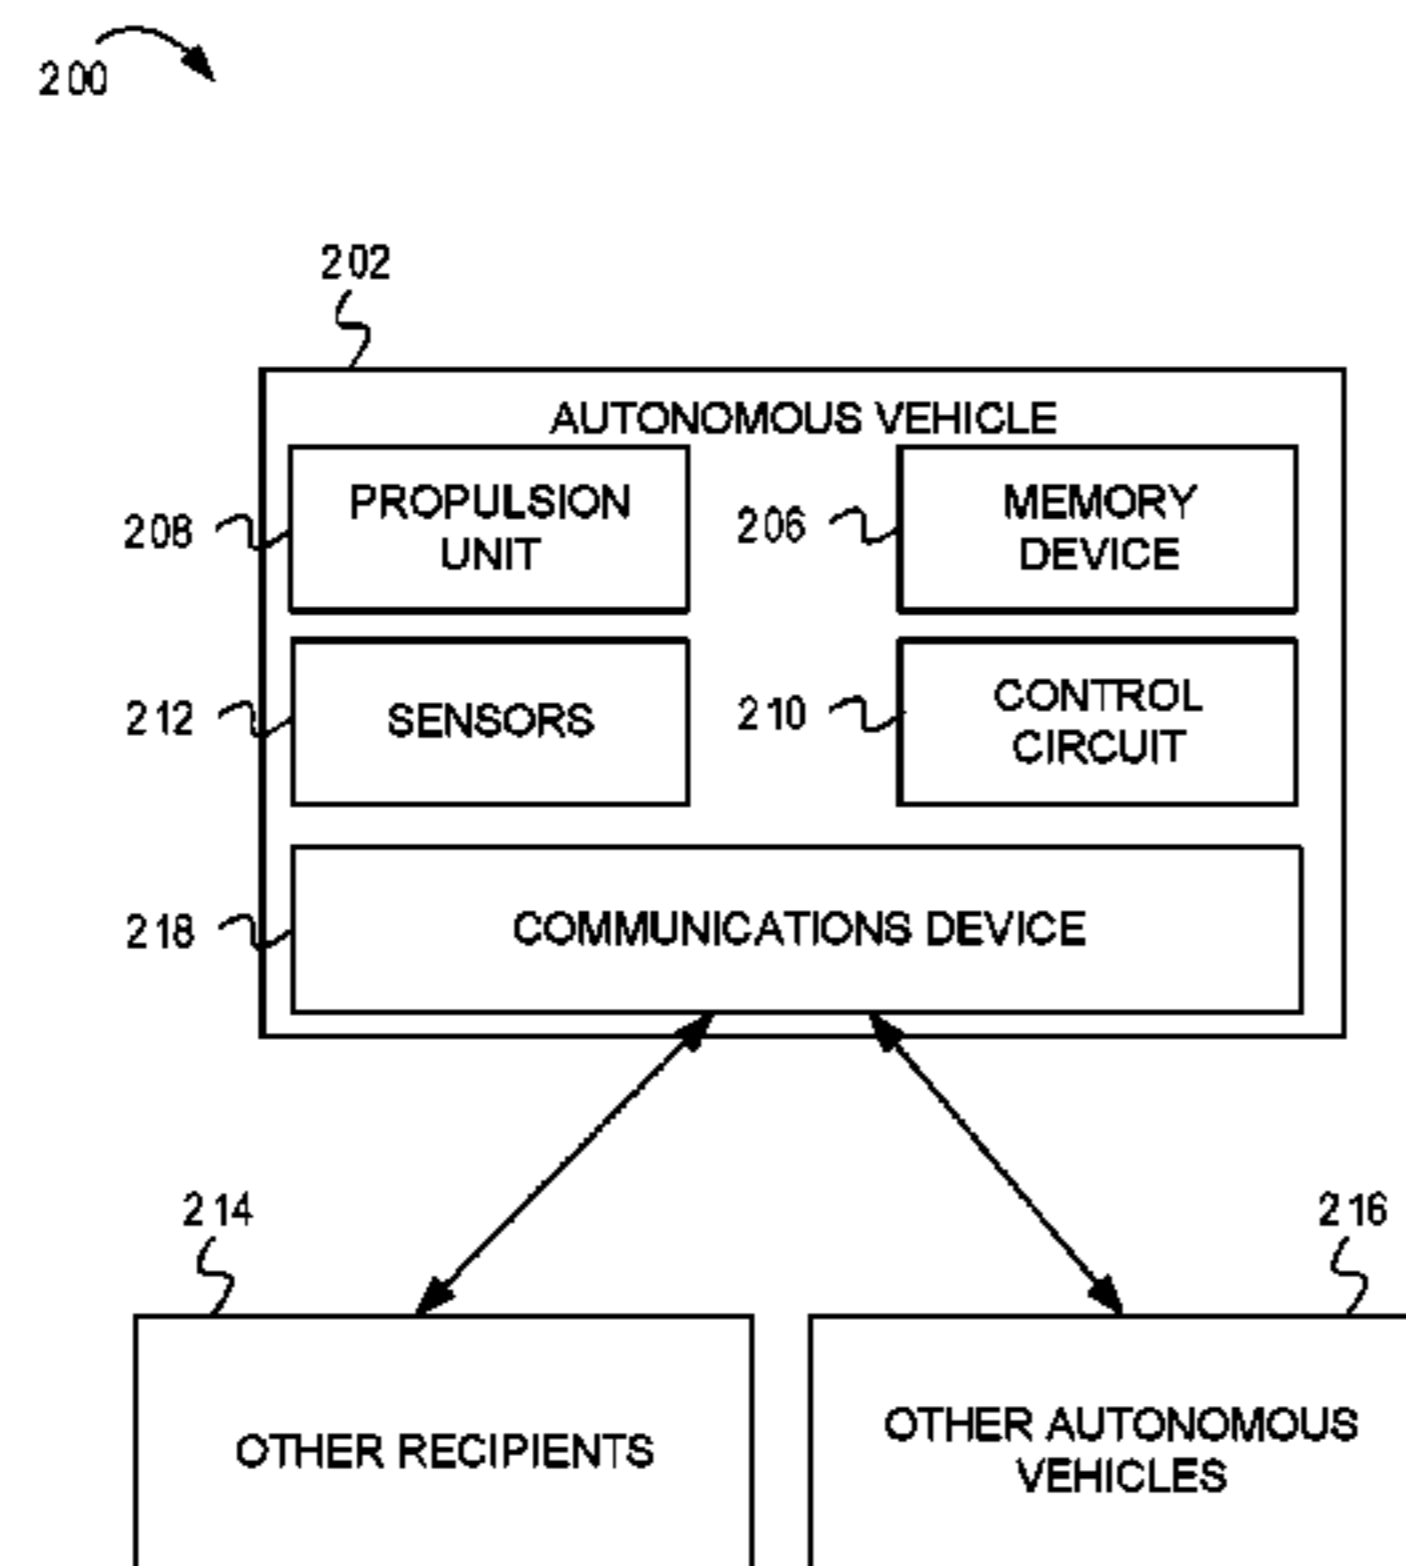 200
202
AUTONOMOUS VEHICLE
208
PROPULSION
UNIT
206
MEMORY
DEVICE
212
SENSORS
210
CONTROL
CIRCUIT
218
COMMUNICATIONS DEVICE
214
216
OTHER RECIPIENTS
OTHER AUTONOMOUS
VEHICLES